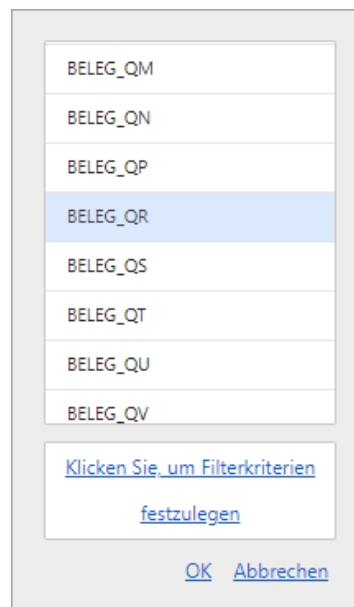 BELEG_QM
BELEG_QN
BELEG_QP
BELEG_QR
BELEG_QS
BELEG_QT
BELEG_QU
BELEG_QV
Klicken Sie, um Filterkriterien
festzulegen
OK Abbrechen